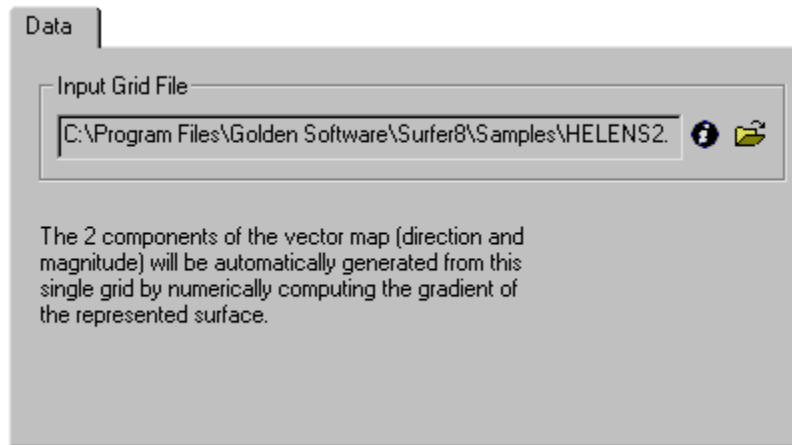 Data
Input Grid File
C:\Program Files\Golden Software\Surfer8\Samples\HELENS2.
The 2 components of the vector map (direction and
magnitude) will be automatically generated from this
single grid by numerically computing the gradient of
the represented surface.